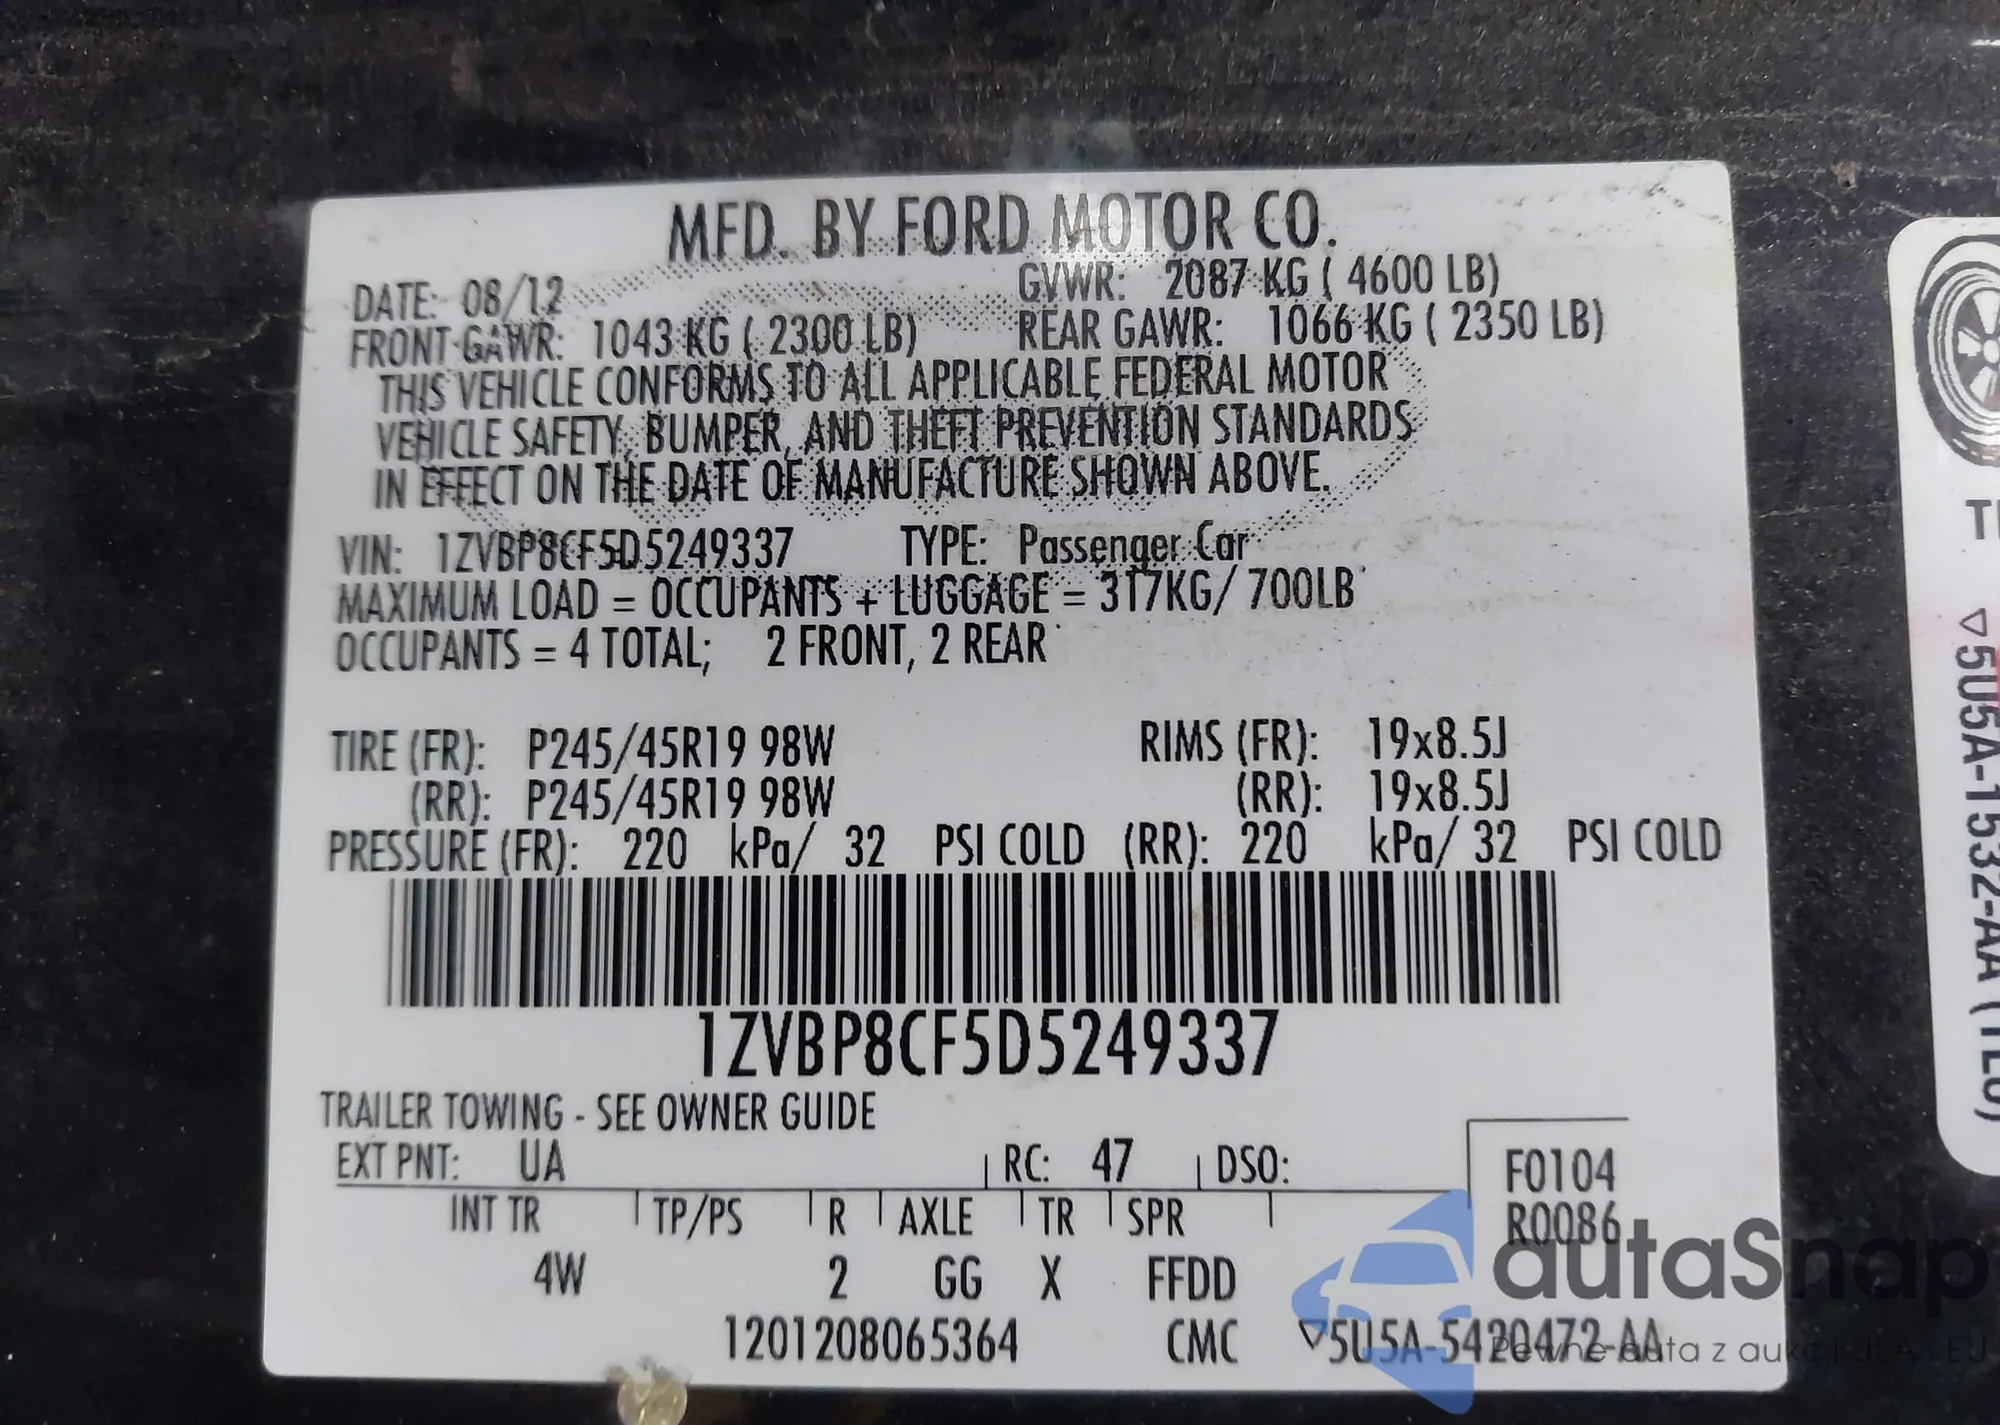 MFD. BY FORD MOTOR CO.
DATE: 08/12 GVWR: 2087 KG ( 4600 LB)
FRONT GAWR: 1043 KG ( 2300 LB) REAR GAWR: 1066 KG ( 2350 LB)
THIS VEHICLE CONFORMS TO ALL APPLICABLE FEDERAL MOTOR
VEHICLE SAFETY, BUMPER, AND THEFT PREVENTION STANDARDS
IN EFFECT ON THE DATE OF MANUFACTURE SHOWN ABOVE.
VIN: 1ZVBP8CF5D5249337 TYPE: Passenger Car
MAXIMUM LOAD = OCCUPANTS + LUGGAGE = 317KG/ 700LB
OCCUPANTS = 4 TOTAL; 2 FRONT, 2 REAR
TIRE (FR): P245/45R19 98W RIMS (FR): 19x8.5J
(RR): P245/45R19 98W (RR): 19x8.5J
PRESSURE (FR): 220 kPa/ 32 PSI COLD (RR): 220 kPa/ 32 PSI COLD
1ZVBP8CF5D5249337
TRAILER TOWING - SEE OWNER GUIDE
EXT PNT: UA RC: 47 DSO:
F0104
R0086
INT TR TP/PS R AXLE TR SPR
4W 2 GG X FFDD
1201208065364 CMC ▽5U5A-5420472-AA
autaSnap
Pewne auta z aukcji USA i EU
▽5U5A-1532-AA (TLU)